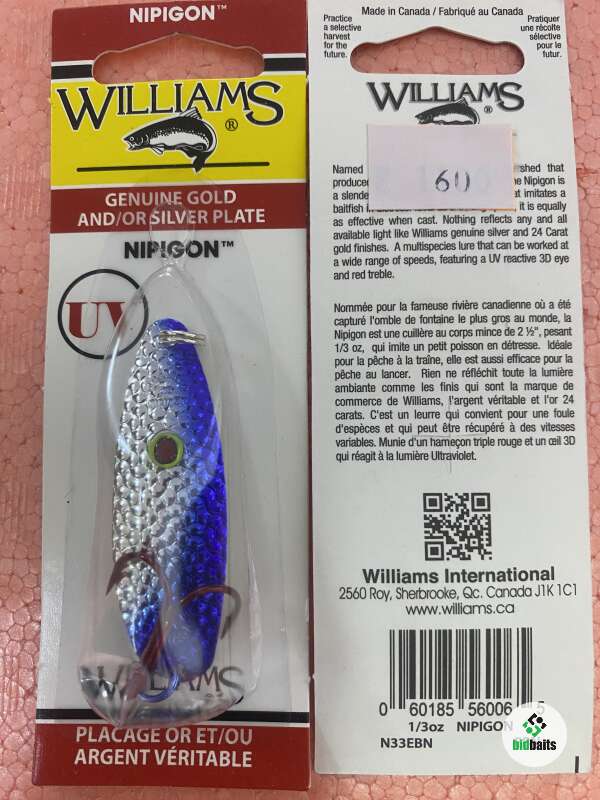 NIPIGON™
WILLIAMS
®
GENUINE GOLD
AND/OR SILVER PLATE
NIPIGON™
UV
WILLIAMS
PLACAGE OR ET/OU
ARGENT VÉRITABLE
Made in Canada / Fabriqué au Canada
Practice
a selective
harvest
for the
future.
Pratiquer
une récolte
sélective
pour le
futur.
WILLIAMS
®
160
Named
shed that
produced
Nipigon is
a slender
at imitates a
baitfish
it is equally
as effective when cast. Nothing reflects any and all
available light like Williams genuine silver and 24 Carat
gold finishes. A multispecies lure that can be worked at
a wide range of speeds, featuring a UV reactive 3D eye
and red treble.
Nommée pour la fameuse rivière canadienne où a été
capturé l'omble de fontaine le plus gros au monde, la
Nipigon est une cuillère au corps mince de 2 ½", pesant
1/3 oz, qui imite un petit poisson en détresse. Idéale
pour la pêche à la traîne, elle est aussi efficace pour la
pêche au lancer. Rien ne réfléchit toute la lumière
ambiante comme les finis qui sont la marque de
commerce de Williams, l'argent véritable et l'or 24
carats. C'est un leurre qui convient pour une foule
d'espèces et qui peut être récupéré à des vitesses
variables. Munie d'un hameçon triple rouge et un œil 3D
qui réagit à la lumière Ultraviolet.
Williams International
2560 Roy, Sherbrooke, Qc. Canada J1K 1C1
www.williams.ca
0 60185 56006 5
1/3oz NIPIGON
N33EBN
bidbaits